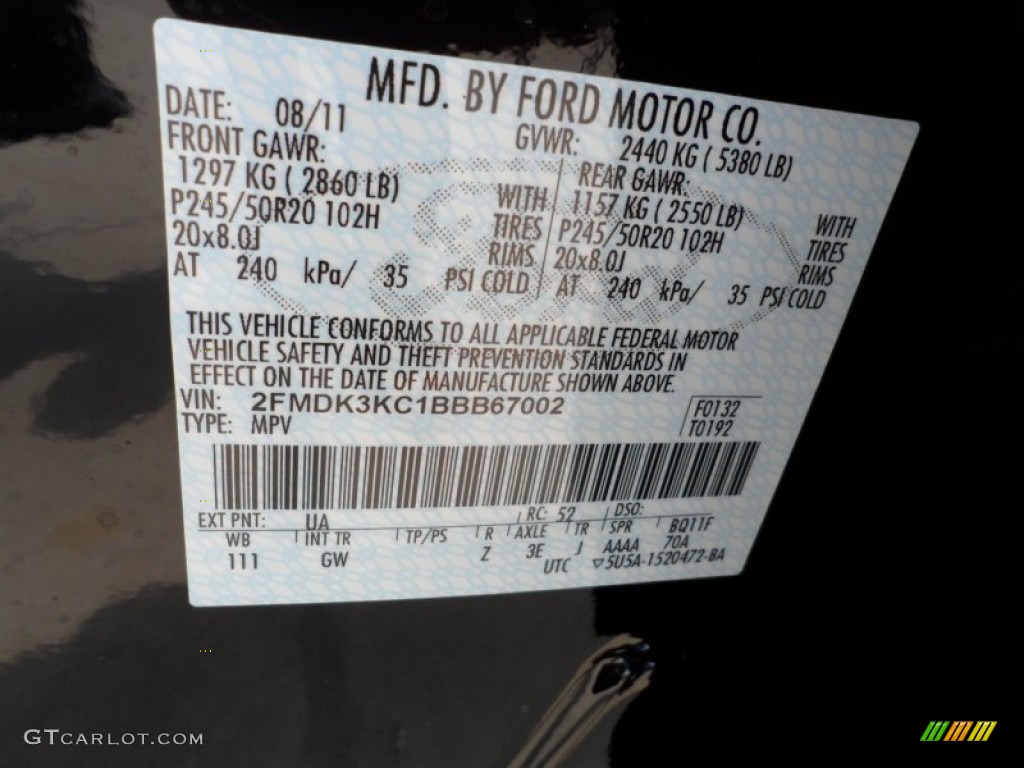 MFD. BY FORD MOTOR CO.
DATE: 08/11 GVWR: 2440 KG ( 5380 LB)
FRONT GAWR: REAR GAWR:
1297 KG ( 2860 LB) WITH 1157 KG ( 2550 LB) WITH
P245/50R20 102H TIRES P245/50R20 102H TIRES
20x8.0J RIMS 20x8.0J RIMS
AT 240 kPa/ 35 PSI COLD AT 240 kPa/ 35 PSI COLD
THIS VEHICLE CONFORMS TO ALL APPLICABLE FEDERAL MOTOR
VEHICLE SAFETY AND THEFT PREVENTION STANDARDS IN
EFFECT ON THE DATE OF MANUFACTURE SHOWN ABOVE.
VIN: 2FMDK3KC1BBB67002 F0132
TYPE: MPV T0192
EXT PNT: UA RC: 52 DSO:
WB INT TR TP/PS R AXLE TR SPR BQ11F
111 GW Z 3E J AAAA 70A
UTC ▽5U5A-1520472-BA
GTCARLOT.COM